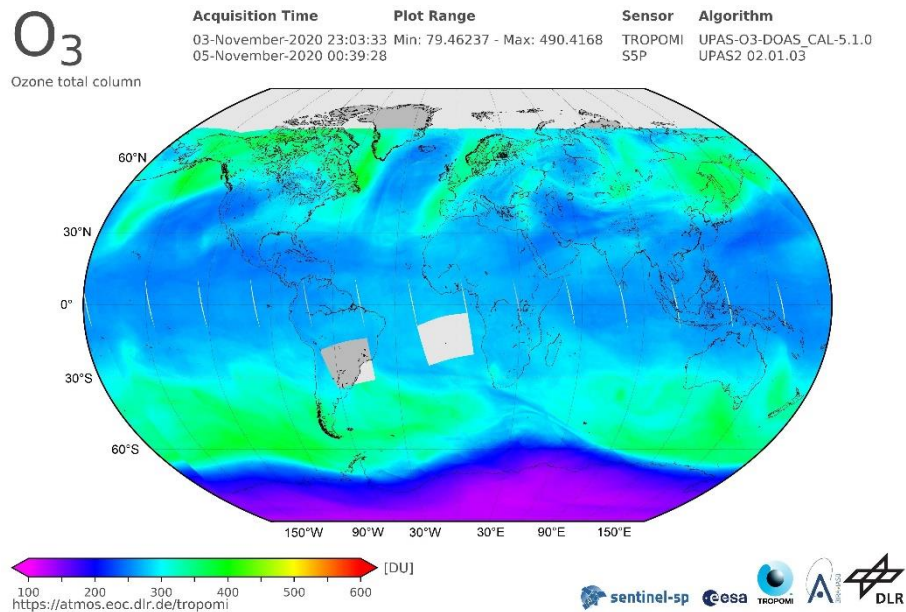 O3
Ozone total column
Acquisition Time Plot Range Sensor Algorithm
03-November-2020 23:03:33 Min: 79.46237 - Max: 490.4168 TROPOMI UPAS-O3-DOAS_CAL-5.1.0
05-November-2020 00:39:28 S5P UPAS2 02.01.03
60°N
30°N
0°
30°S
60°S
150°W 90°W 30°W 30°E 90°E 150°E
[DU]
100 200 300 400 500 600
https://atmos.eoc.dlr.de/tropomi
sentinel-5p esa TROPOMI DLR